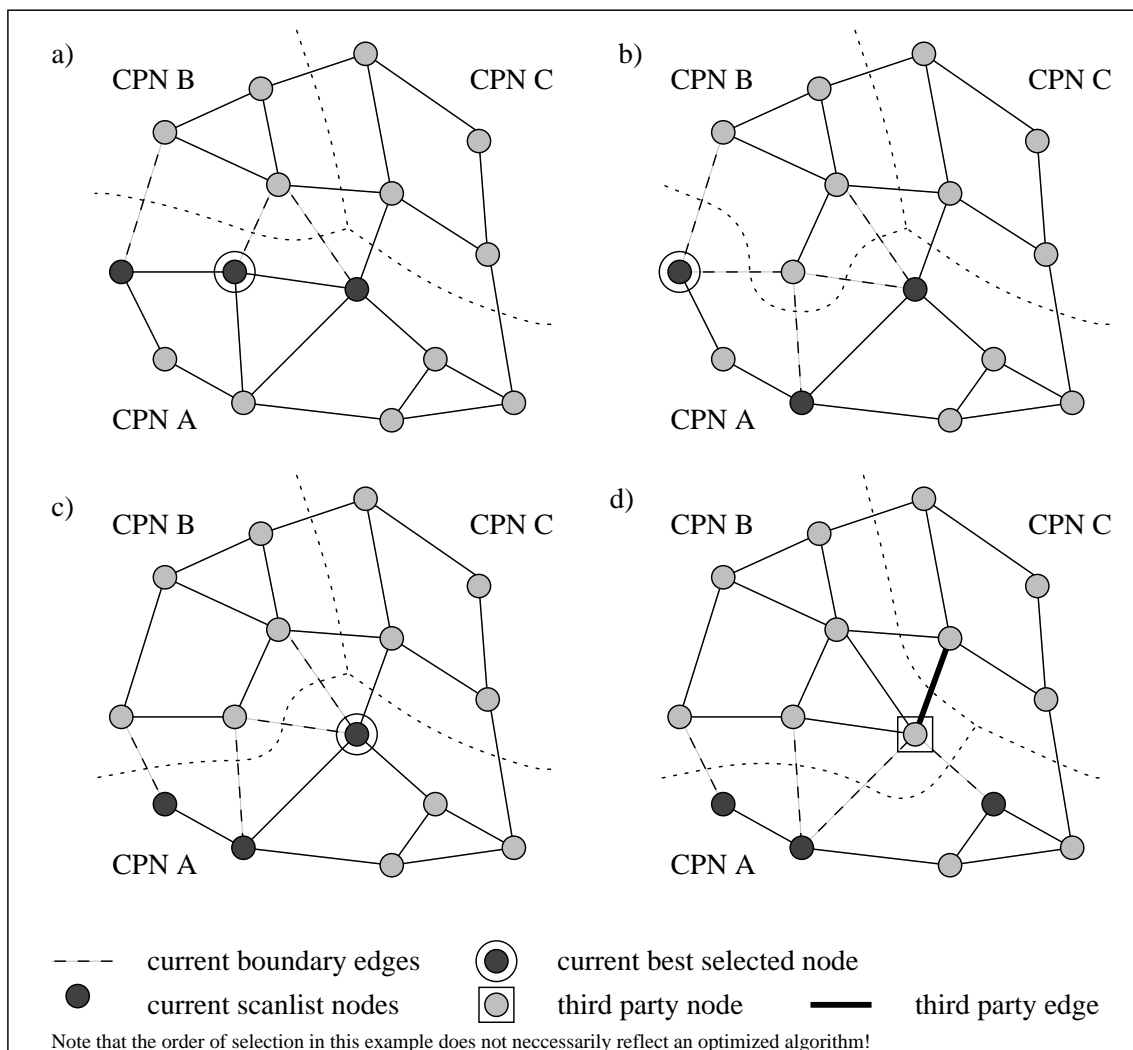 a)
CPN B
CPN C
CPN A
b)
CPN B
CPN C
CPN A
c)
CPN B
CPN C
CPN A
d)
CPN B
CPN C
CPN A
current boundary edges
current best selected node
current scanlist nodes
third party node
third party edge
Note that the order of selection in this example does not neccessarily reflect an optimized algorithm!